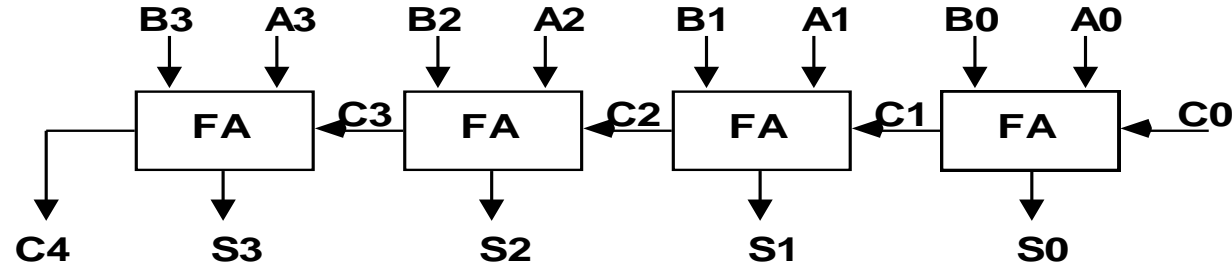 B3 A3 B2 A2 B1 A1 B0 A0
FA C3 FA C2 FA C1 FA C0
C4 S3 S2 S1 S0